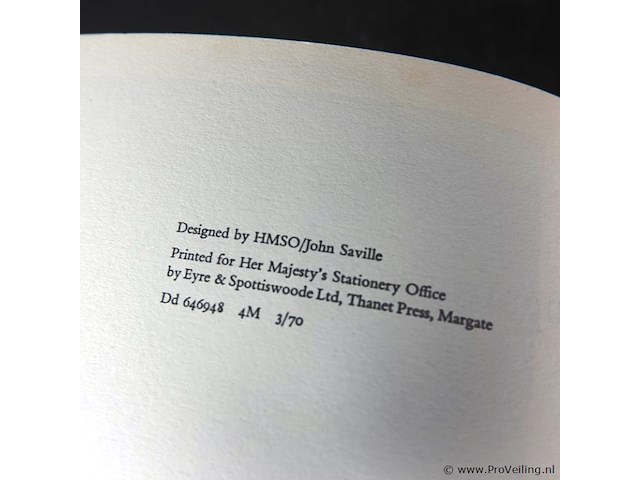 Designed by HMSO/John Saville
Printed for Her Majesty's Stationery Office
by Eyre & Spottiswoode Ltd, Thanet Press, Margate
Dd 646948 4M 3/70
© www.ProVeiling.nl